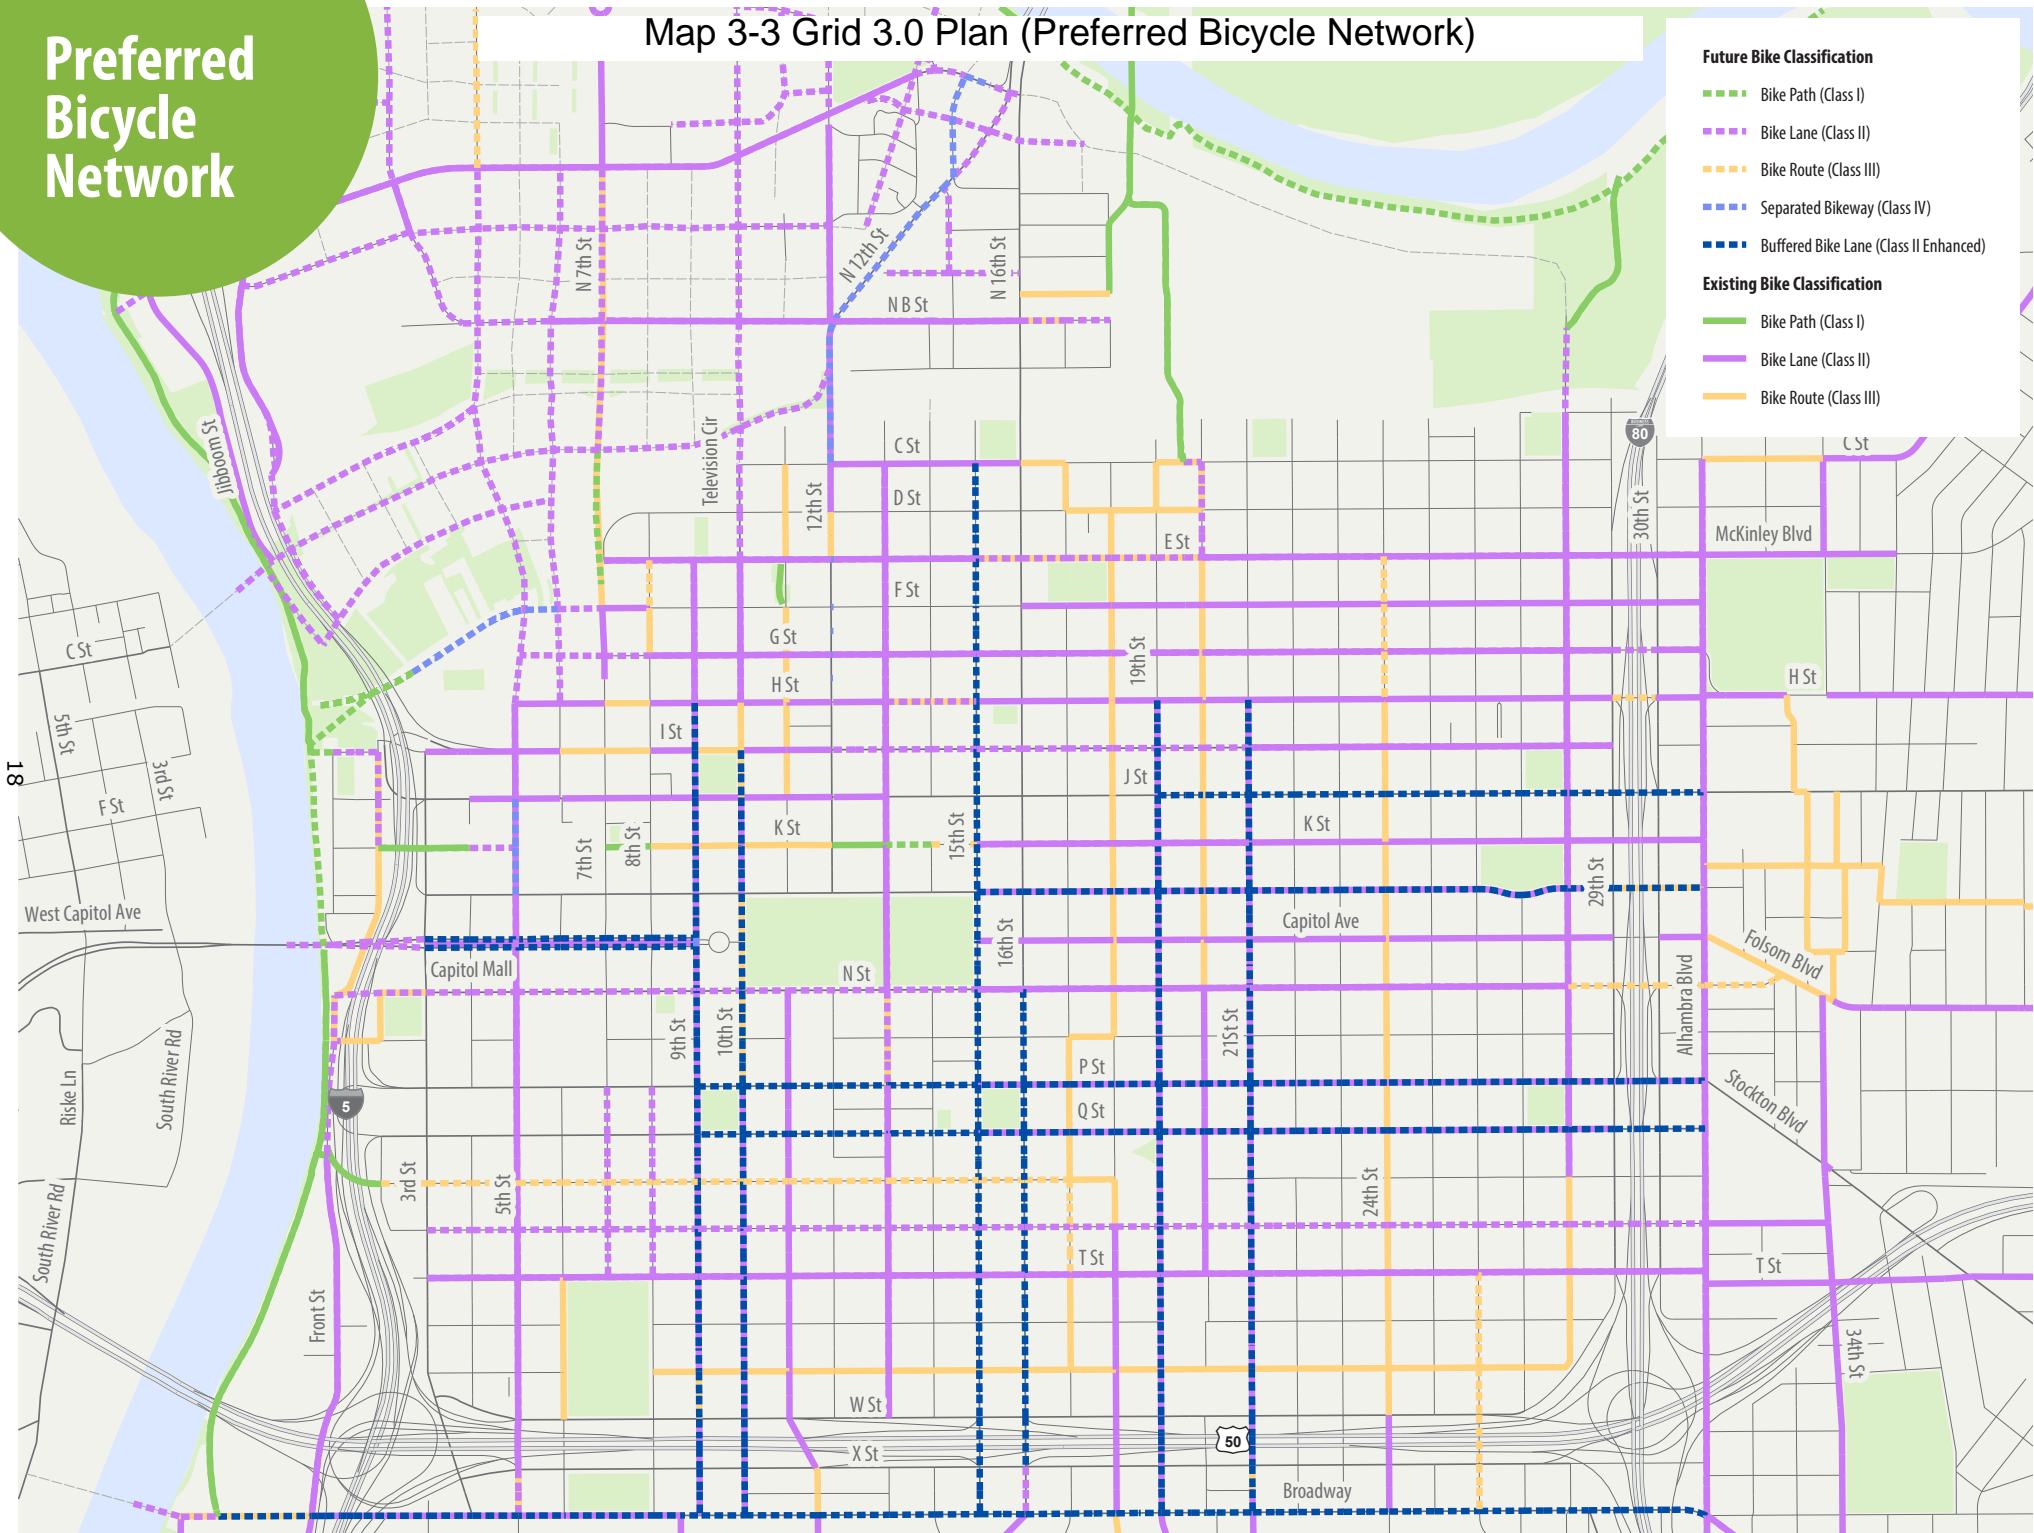 Preferred
Bicycle
Network
Map 3-3 Grid 3.0 Plan (Preferred Bicycle Network)
Future Bike Classification
Bike Path (Class I)
Bike Lane (Class II)
Bike Route (Class III)
Separated Bikeway (Class IV)
Buffered Bike Lane (Class II Enhanced)
Existing Bike Classification
Bike Path (Class I)
Bike Lane (Class II)
Bike Route (Class III)
N 7th St
N 12th St
N 16th St
N B St
Jibboom St
Television Cir
C St
BUSINESS
80
C St
12th St
D St
30th St
McKinley Blvd
E St
F St
C St
G St
19th St
H St
H St
5th St
I St
3rd St
J St
18
F St
K St
K St
7th St
8th St
15th St
29th St
West Capitol Ave
Capitol Ave
16th St
Folsom Blvd
Capitol Mall
N St
Alhambra Blvd
9th St
10th St
21St St
Riske Ln
South River Rd
P St
5
Q St
Stockton Blvd
3rd St
5th St
24th St
South River Rd
T St
T St
Front St
34th St
W St
50
X St
Broadway